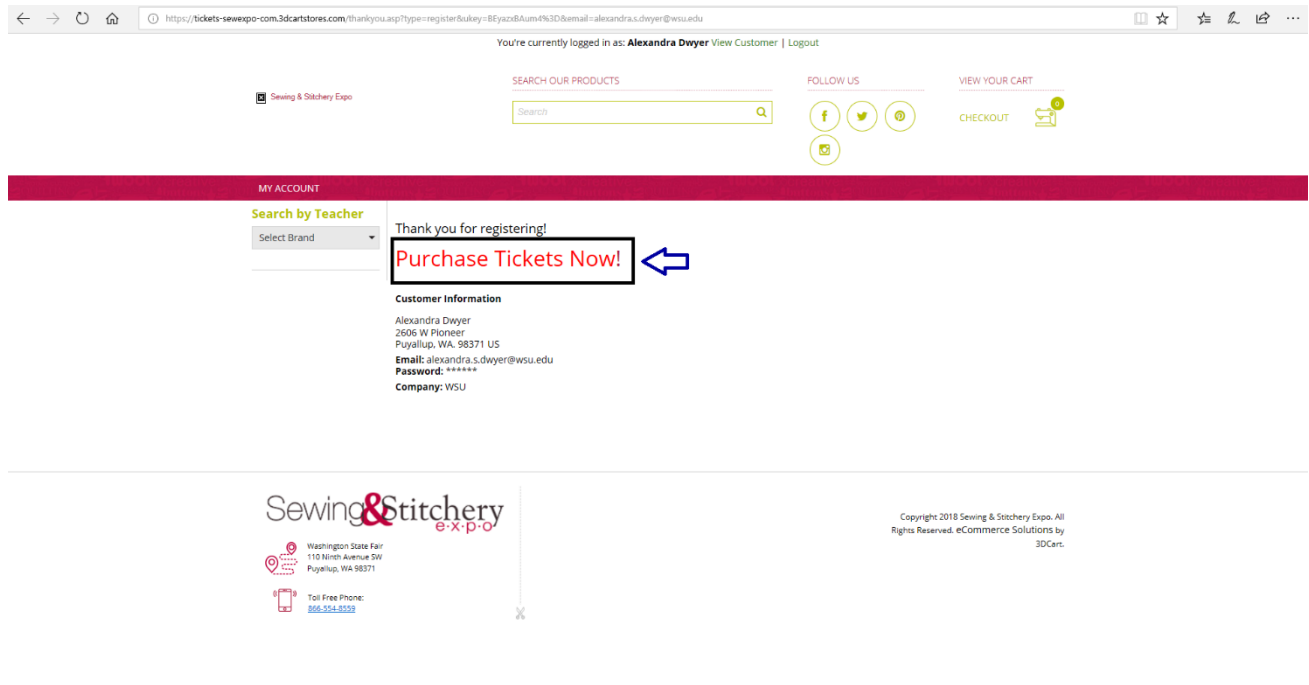 https://tickets-sewexpo-com.3dcartstores.com/thankyou.asp?type=register&ukey=BEyazxBAum4%3D&email=alexandra.s.dwyer@wsu.edu
You're currently logged in as: Alexandra Dwyer View Customer | Logout
SEARCH OUR PRODUCTS
FOLLOW US
VIEW YOUR CART
Sewing & Stitchery Expo
Search
CHECKOUT
0
MY ACCOUNT
Search by Teacher
Select Brand
Thank you for registering!
Purchase Tickets Now!
Customer Information
Alexandra Dwyer
2606 W Pioneer
Puyallup, WA. 98371 US
Email: alexandra.s.dwyer@wsu.edu
Password: ******
Company: WSU
Sewing&Stitchery
e·x·p·o
Washington State Fair
110 Ninth Avenue SW
Puyallup, WA 98371
Toll Free Phone:
866-554-8559
Copyright 2018 Sewing & Stitchery Expo. All
Rights Reserved. eCommerce Solutions by
3DCart.